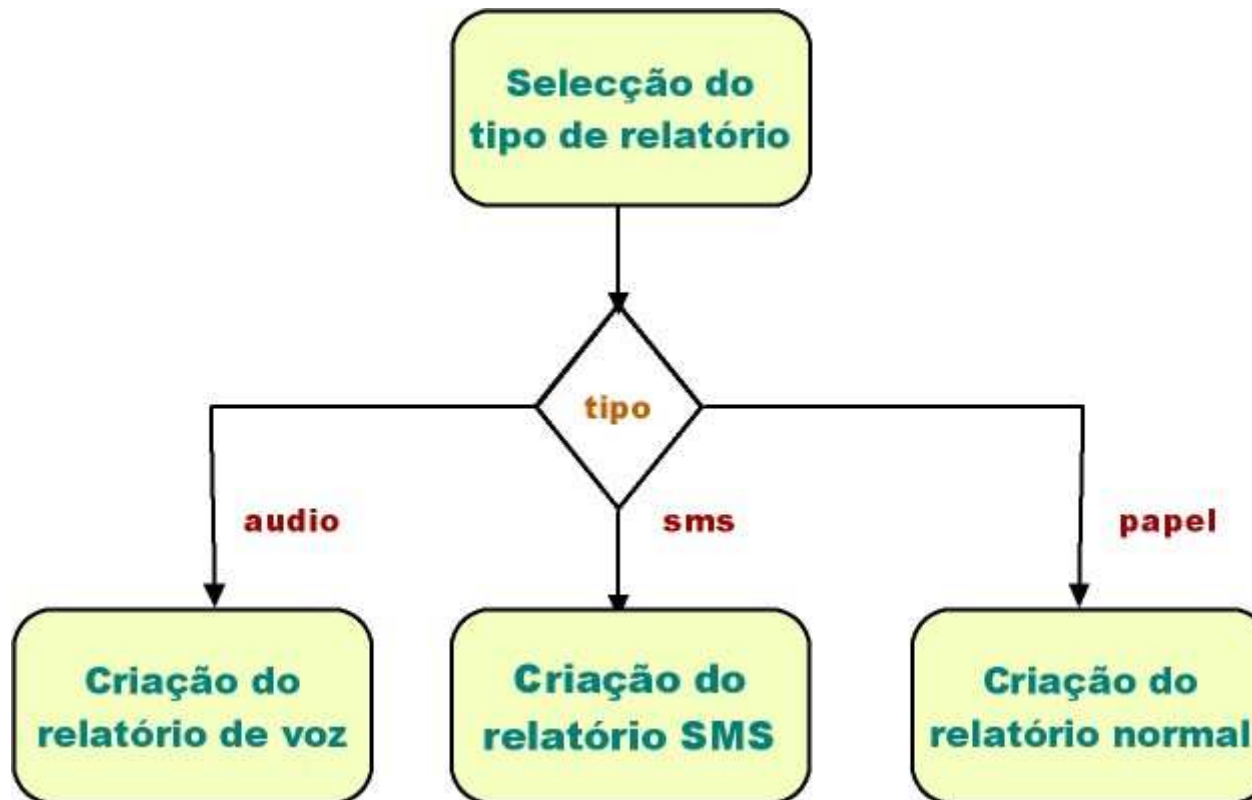 Selecção do
tipo de relatório
tipo
audio
sms
papel
Criação do
relatório de voz
Criação do
relatório SMS
Criação do
relatório normal